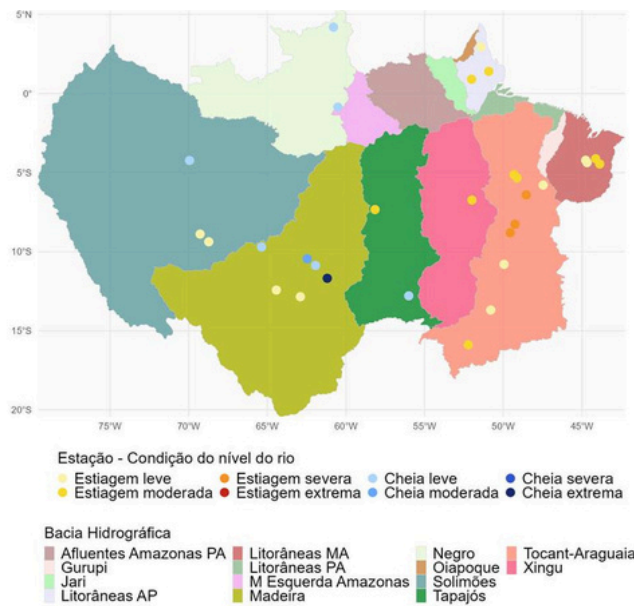 5°N
0°
5°S
10°S
15°S
20°S
75°W 70°W 65°W 60°W 55°W 50°W 45°W
Estação - Condição do nível do rio
Estiagem leve Estiagem severa Cheia leve Cheia severa
Estiagem moderada Estiagem extrema Cheia moderada Cheia extrema
Bacia Hidrográfica
Afluentes Amazonas PA Litorâneas MA Negro Tocant-Araguaia
Gurupi Litorâneas PA Oiapoque Xingu
Jari M Esquerda Amazonas Solimões
Litorâneas AP Madeira Tapajós